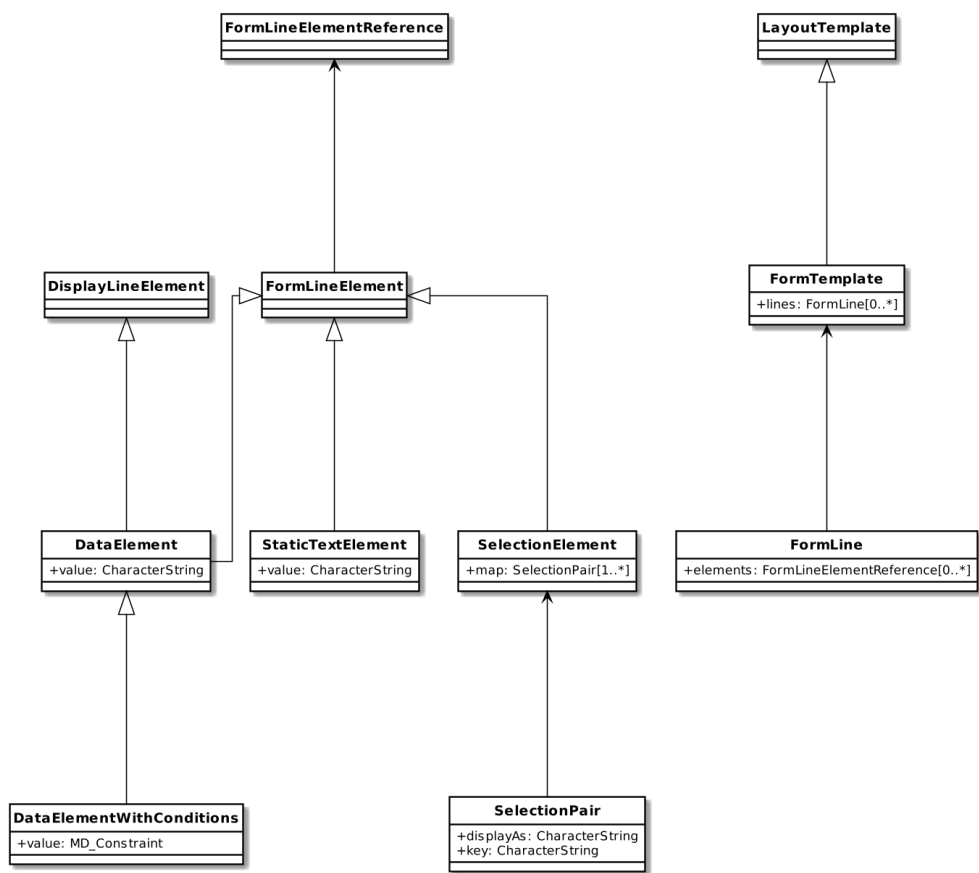 FormLineElementReference
LayoutTemplate
DisplayLineElement
FormLineElement
FormTemplate
+lines: FormLine[0..*]
DataElement
+value: CharacterString
StaticTextElement
+value: CharacterString
SelectionElement
+map: SelectionPair[1..*]
FormLine
+elements: FormLineElementReference[0..*]
DataElementWithConditions
+value: MD_Constraint
SelectionPair
+displayAs: CharacterString
+key: CharacterString